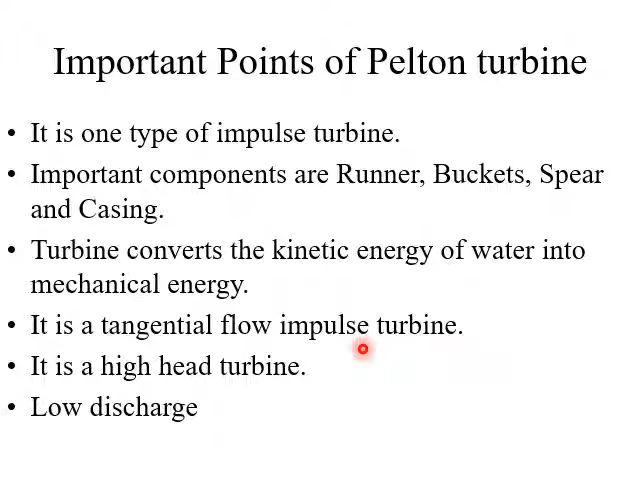 Important Points of Pelton turbine
• It is one type of impulse turbine.
• Important components are Runner, Buckets, Spear
and Casing.
• Turbine converts the kinetic energy of water into
mechanical energy.
• It is a tangential flow impulse turbine.
• It is a high head turbine.
• Low discharge